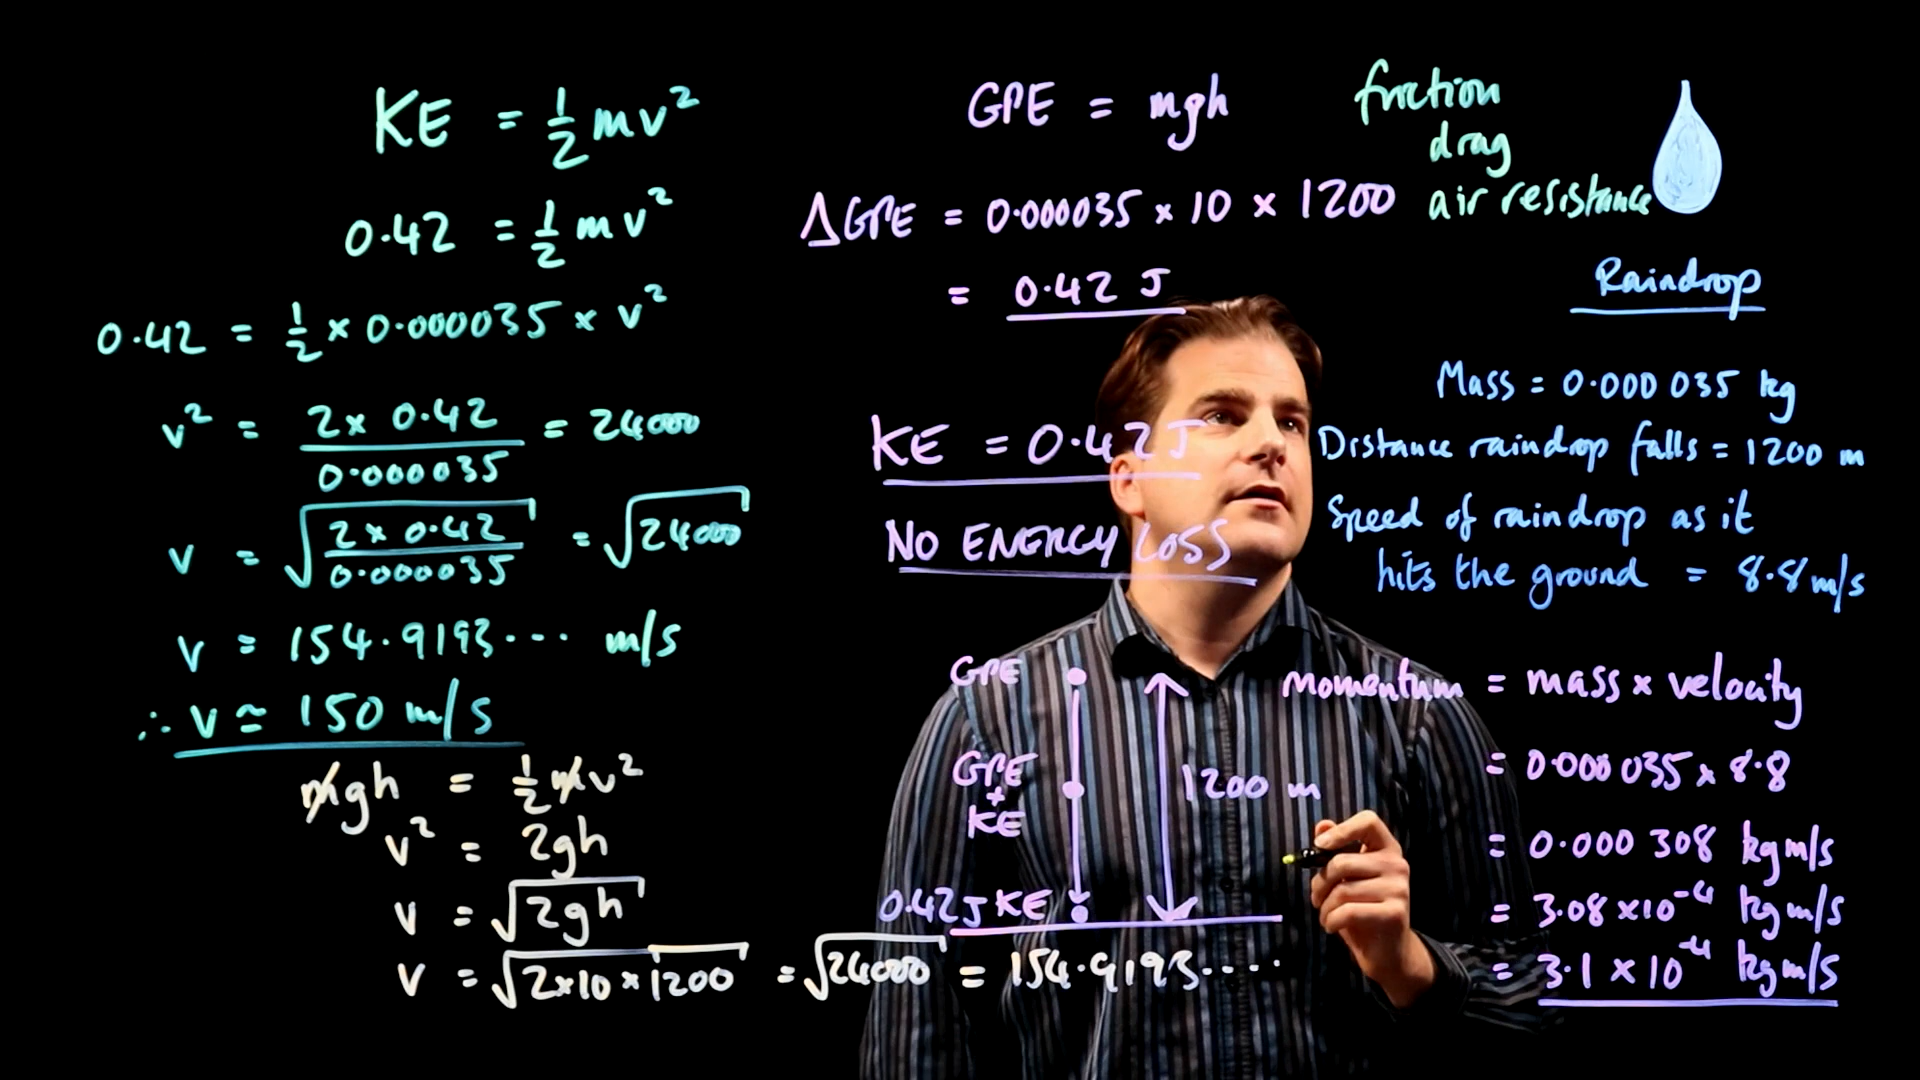 KE = ½mv²
0.42 = ½mv²
0.42 = ½ × 0.000035 × v²
v² = 2 × 0.42 / 0.000035 = 24000
v = √(2 × 0.42 / 0.000035) = √24000
v = 154.9193... m/s
∴ v ≃ 150 m/s
mgh = ½mv²
v² = 2gh
v = √2gh
v = √2×10×1200 = √24000 = 154.9193....
GPE = mgh
ΔGPE = 0.000035 × 10 × 1200
= 0.42 J
KE = 0.42J
NO ENERGY LOSS
GPE
GPE
+
KE
1200 m
0.42J KE
friction
drag
air resistance
Raindrop
Mass = 0.000 035 kg
Distance raindrop falls = 1200 m
Speed of raindrop as it
hits the ground = 8.8 m/s
Momentum = mass × velocity
= 0.000 035 × 8.8
= 0.000 308 kg m/s
= 3.08 ×10⁻⁴ kg m/s
= 3.1 × 10⁻⁴ kg m/s